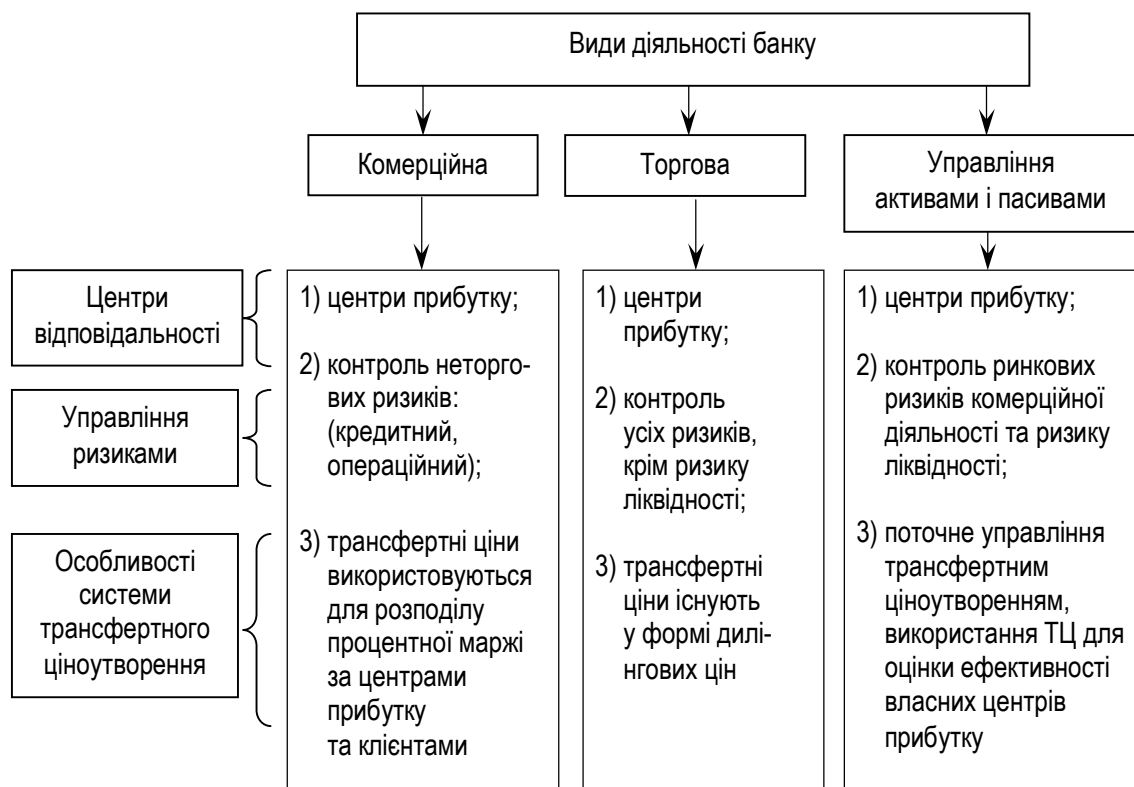 Види діяльності банку
Комерційна
Торгова
Управління
активами і пасивами
Центри
відповідальності
Управління
ризиками
Особливості
системи
трансфертного
ціноутворення
1) центри прибутку;
2) контроль неторго-
вих ризиків:
(кредитний,
операційний);
3) трансфертні ціни
використовуються
для розподілу
процентної маржі
за центрами
прибутку
та клієнтами
1) центри
прибутку;
2) контроль
усіх ризиків,
крім ризику
ліквідності;
3) трансфертні
ціни існують
у формі дилі-
нгових цін
1) центри прибутку;
2) контроль ринкових
ризиків комерційної
діяльності та ризику
ліквідності;
3) поточне управління
трансфертним
ціноутворенням,
використання ТЦ для
оцінки ефективності
власних центрів
прибутку